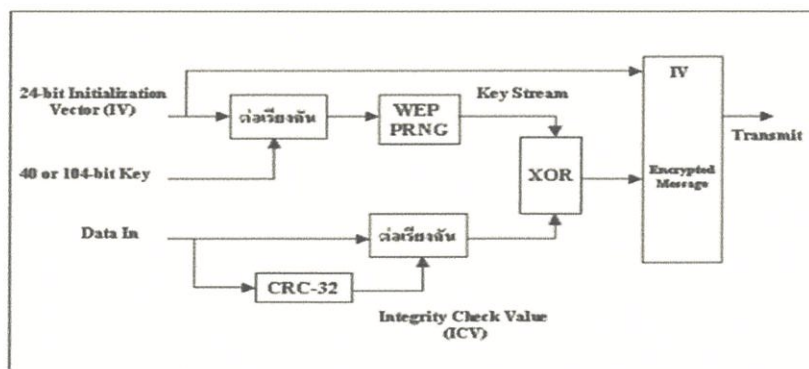 24-bit Initialization
Vector (IV)
ต่อเรียงกัน
WEP
PRNG
Key Stream
IV
Transmit
40 or 104-bit Key
XOR
Encrypted
Message
Data In
ต่อเรียงกัน
CRC-32
Integrity Check Value
(ICV)